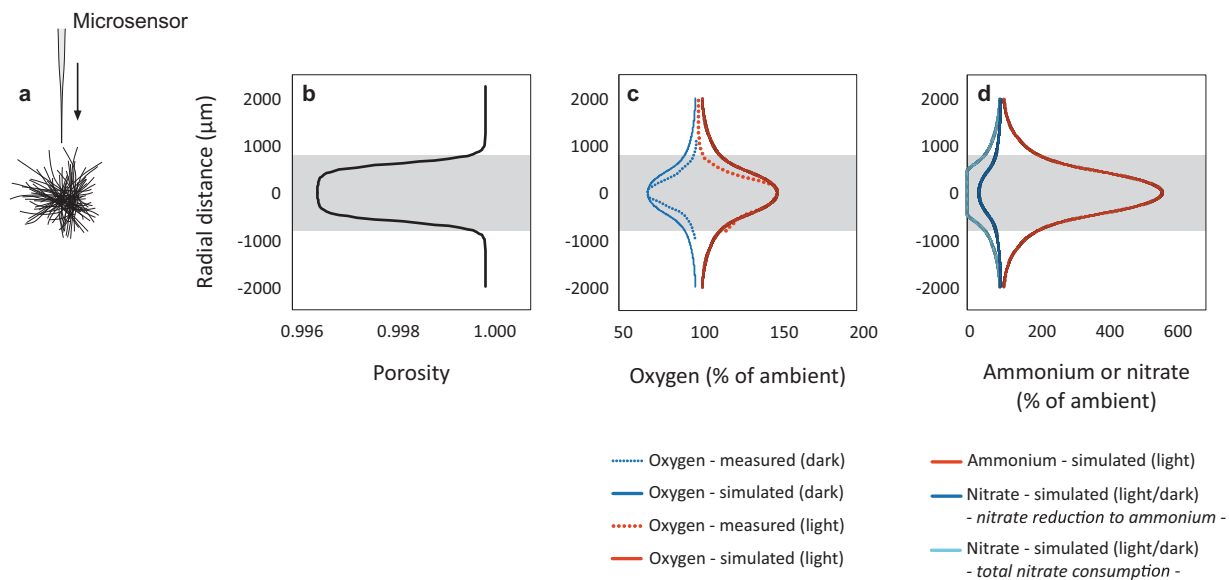 Microsensor
a
b
c
d
Radial distance (µm)
2000
1000
0
-1000
-2000
0.996 0.998 1.000
Porosity
2000
1000
0
-1000
-2000
50 100 150 200
Oxygen (% of ambient)
2000
1000
0
-1000
-2000
0 200 400 600
Ammonium or nitrate
(% of ambient)
Oxygen - measured (dark)
Oxygen - simulated (dark)
Oxygen - measured (light)
Oxygen - simulated (light)
Ammonium - simulated (light)
Nitrate - simulated (light/dark)
- nitrate reduction to ammonium -
Nitrate - simulated (light/dark)
- total nitrate consumption -